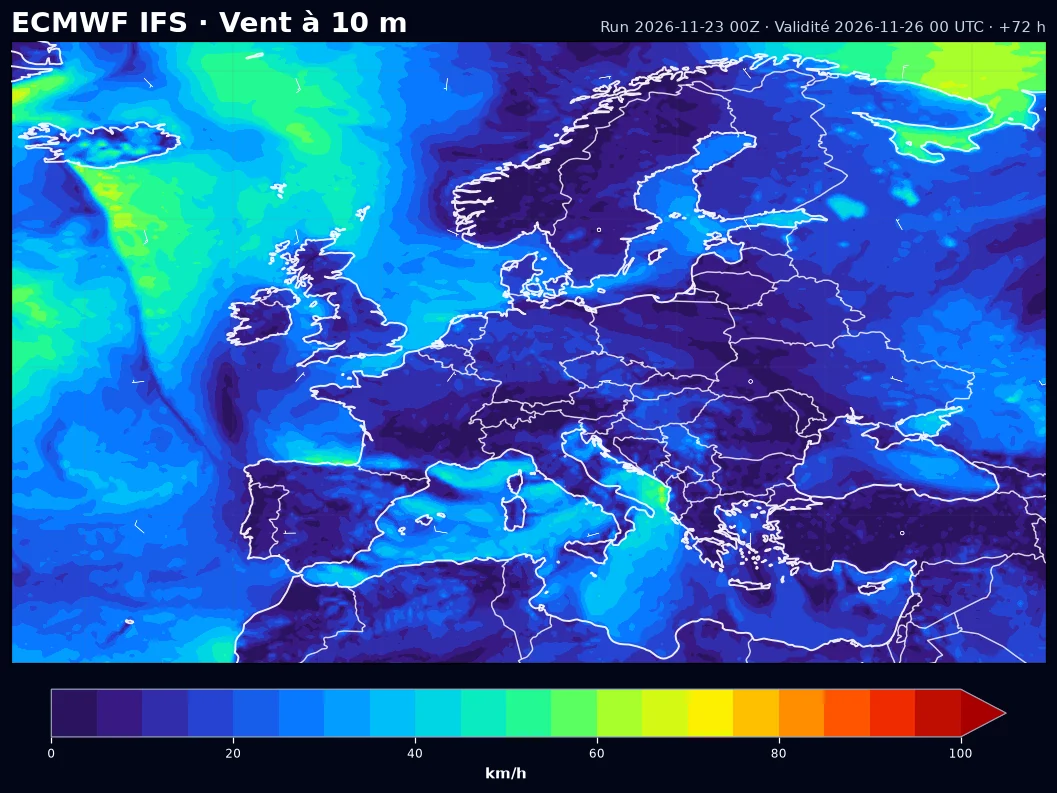 ECMWF IFS · Vent à 10 m
Run 2026-11-23 00Z · Validité 2026-11-26 00 UTC · +72 h
0 20 40 60 80 100
km/h